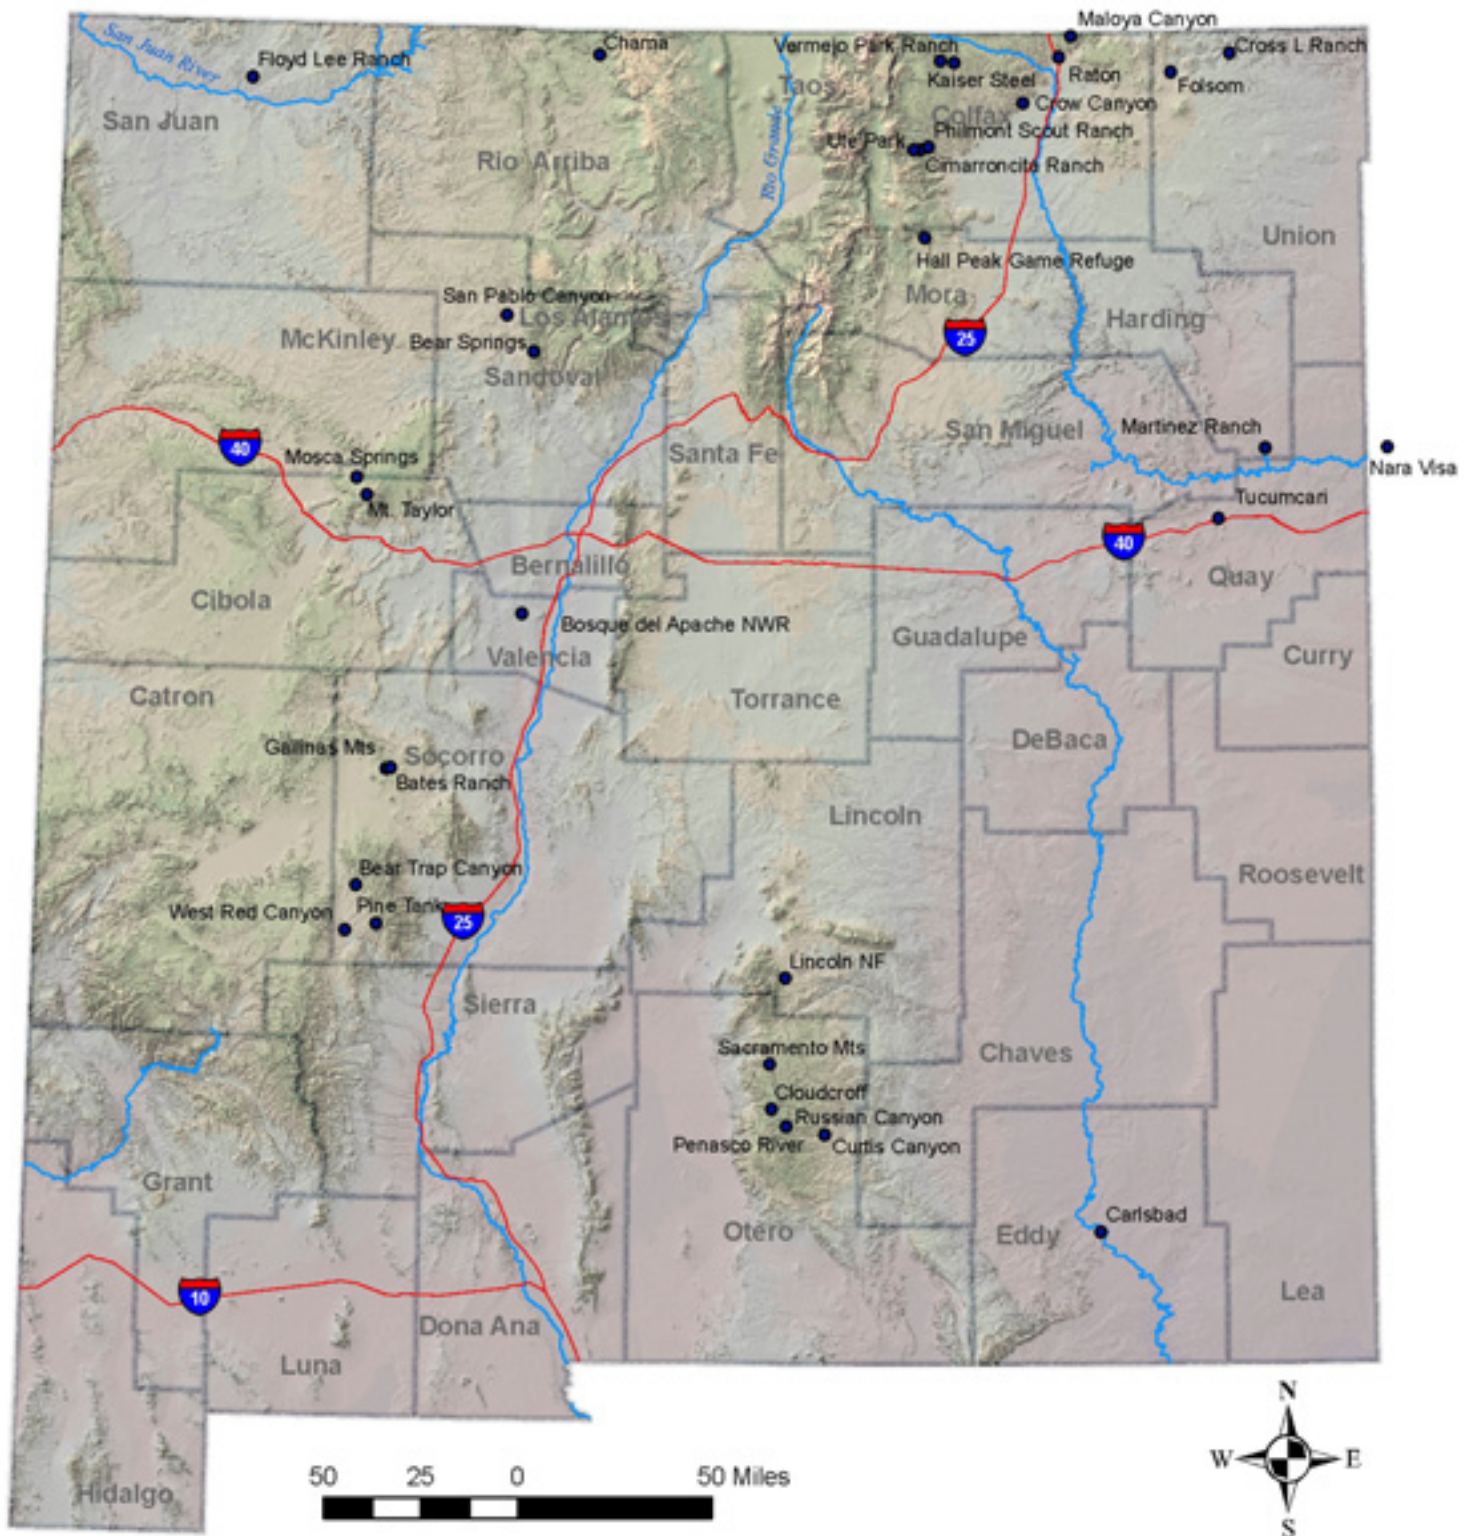 Maloya Canyon
San Juan River
Floyd Lee Ranch
Chama
Vermejo Park Ranch
Cross L Ranch
Kaiser Steel
Raton
Folsom
Taos
Crow Canyon
Colfax
San Juan
Rio Grande
Philmont Scout Ranch
Ute Park
Cimarroncita Ranch
Rio Arriba
Union
Hall Peak Game Refuge
Mora
San Pablo Canyon
Los Alamos
Harding
McKinley
Bear Springs
25
Sandoval
Martinez Ranch
San Miguel
40
Mosca Springs
Santa Fe
Nara Visa
Tucumcari
Mt. Taylor
40
Bernalillo
Quay
Cibola
Bosque del Apache NWR
Guadalupe
Valencia
Curry
Catron
Torrance
DeBaca
Gallinas Mts
Socorro
Bates Ranch
Lincoln
Bear Trap Canyon
Roosevelt
Pine Tank
West Red Canyon
25
Lincoln NF
Sierra
Sacramento Mts
Chaves
Cloudcroft
Russian Canyon
Penasco River
Curtis Canyon
Grant
Carlsbad
Otero
Eddy
Lea
10
Dona Ana
Luna
N
W
E
S
50 25 0 50 Miles
Hidalgo